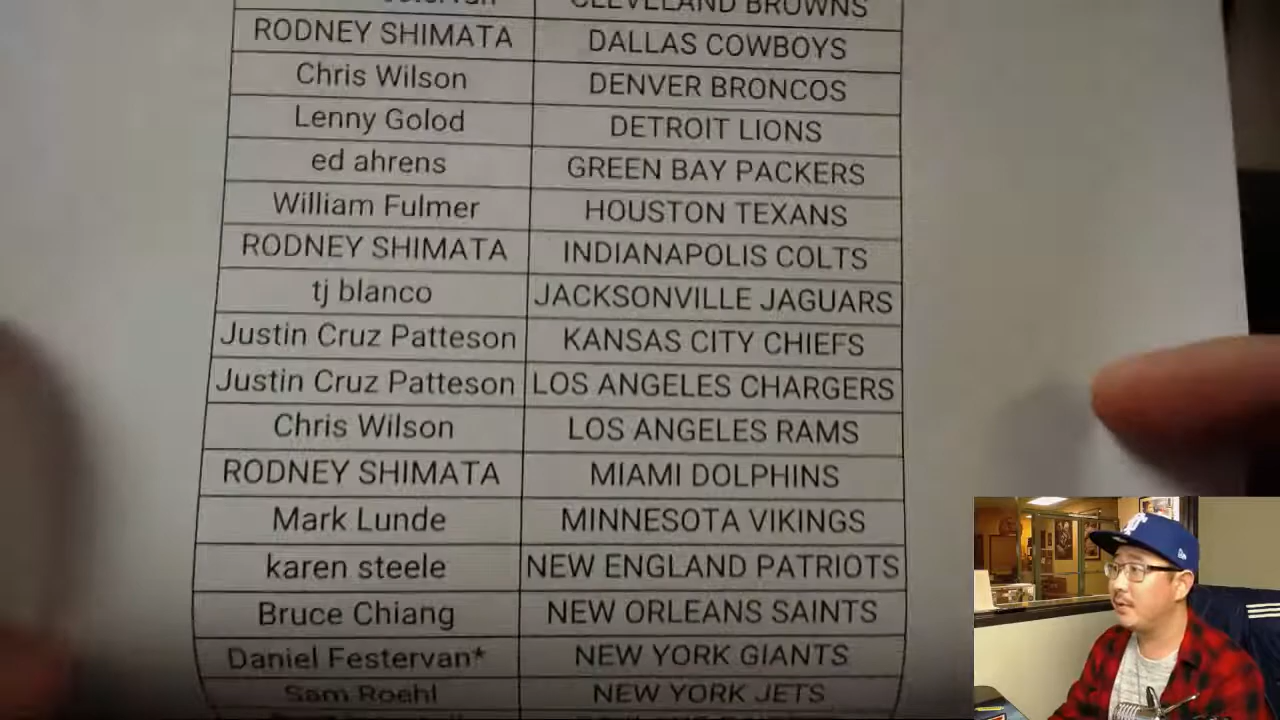 CLEVELAND BROWNS
RODNEY SHIMATA DALLAS COWBOYS
Chris Wilson DENVER BRONCOS
Lenny Golod DETROIT LIONS
ed ahrens GREEN BAY PACKERS
William Fulmer HOUSTON TEXANS
RODNEY SHIMATA INDIANAPOLIS COLTS
tj blanco JACKSONVILLE JAGUARS
Justin Cruz Patteson KANSAS CITY CHIEFS
Justin Cruz Patteson LOS ANGELES CHARGERS
Chris Wilson LOS ANGELES RAMS
RODNEY SHIMATA MIAMI DOLPHINS
Mark Lunde MINNESOTA VIKINGS
karen steele NEW ENGLAND PATRIOTS
Bruce Chiang NEW ORLEANS SAINTS
Daniel Festervan* NEW YORK GIANTS
Sam Roehl NEW YORK JETS